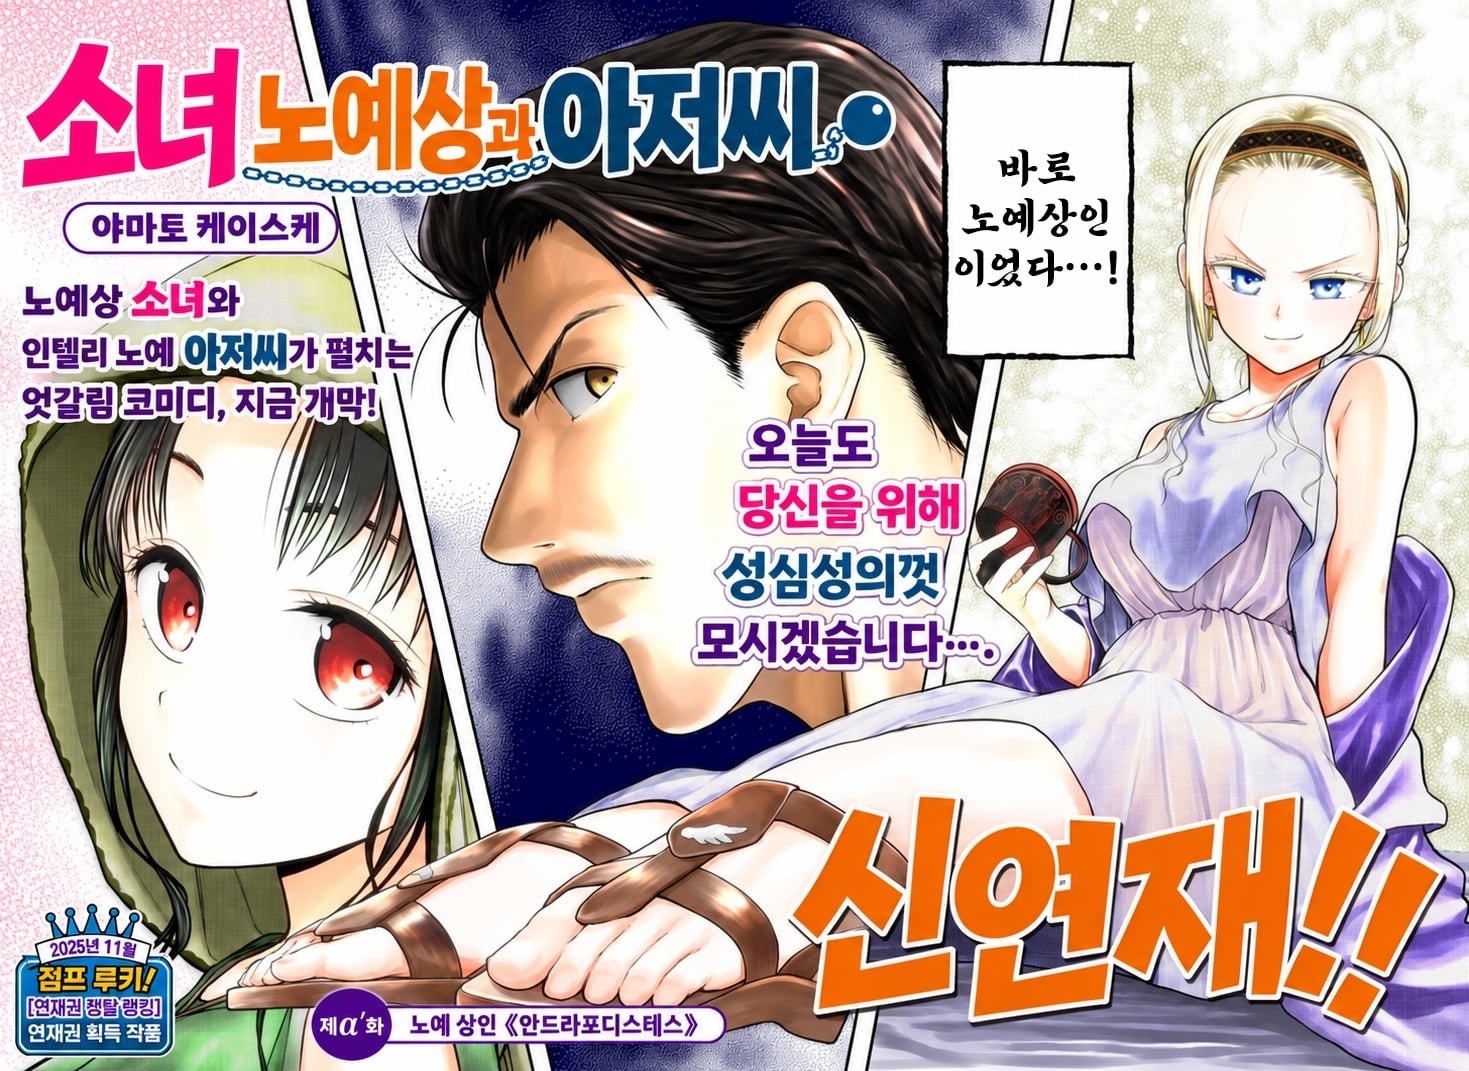 소녀 노예상과 아저씨
야마토 케이스케
노예상 소녀와
인텔리 노예 아저씨가 펼치는
엇갈림 코미디, 지금 개막!
바로
노예상인
이었다…!
오늘도
당신을 위해
성심성의껏
모시겠습니다….
신연재!!
2025년 11월
점프 루키!
[연재권 쟁탈 랭킹]
연재권 획득 작품
제α′화 노예 상인 《안드라포디스테스》